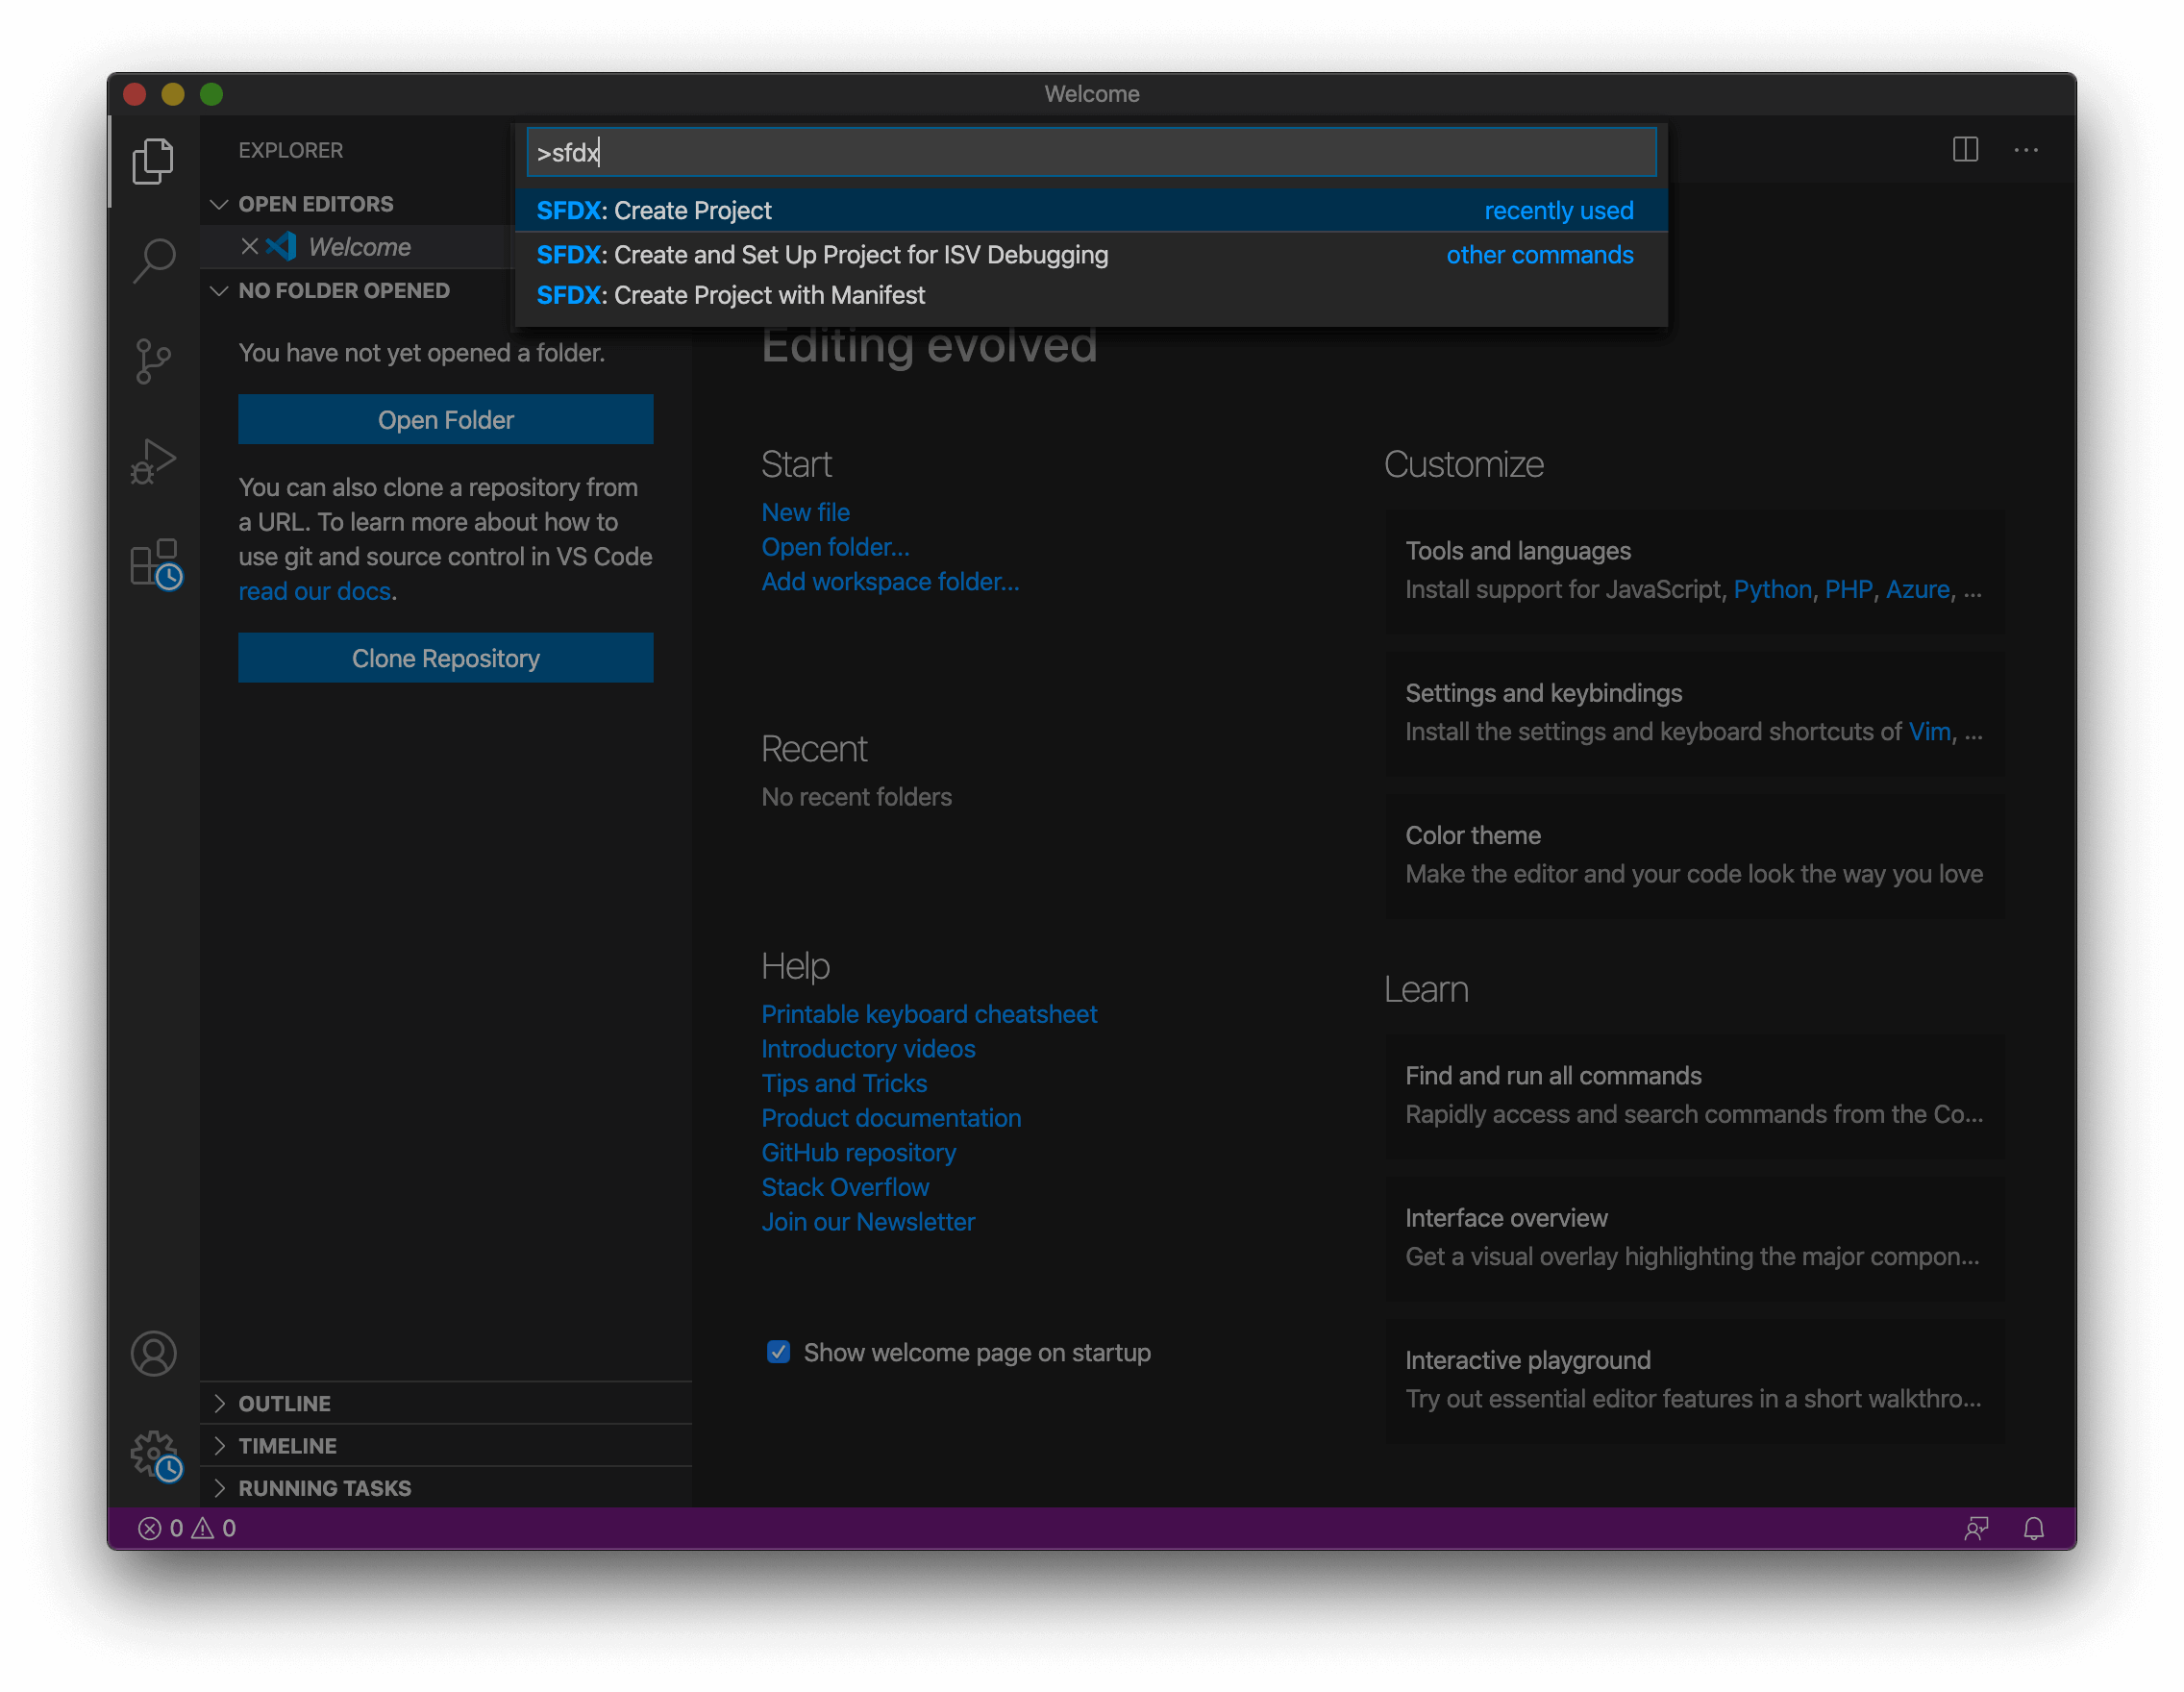 Welcome
EXPLORER
>sfdx
SFDX: Create Project recently used
SFDX: Create and Set Up Project for ISV Debugging other commands
SFDX: Create Project with Manifest
OPEN EDITORS
Welcome
NO FOLDER OPENED
You have not yet opened a folder.
Open Folder
You can also clone a repository from
a URL. To learn more about how to
use git and source control in VS Code
read our docs.
Clone Repository
OUTLINE
TIMELINE
RUNNING TASKS
Editing evolved
Start
New file
Open folder...
Add workspace folder...
Recent
No recent folders
Help
Printable keyboard cheatsheet
Introductory videos
Tips and Tricks
Product documentation
GitHub repository
Stack Overflow
Join our Newsletter
Show welcome page on startup
Customize
Tools and languages
Install support for JavaScript, Python, PHP, Azure, ...
Settings and keybindings
Install the settings and keyboard shortcuts of Vim, ...
Color theme
Make the editor and your code look the way you love
Learn
Find and run all commands
Rapidly access and search commands from the Co...
Interface overview
Get a visual overlay highlighting the major compon...
Interactive playground
Try out essential editor features in a short walkthro...
0 0